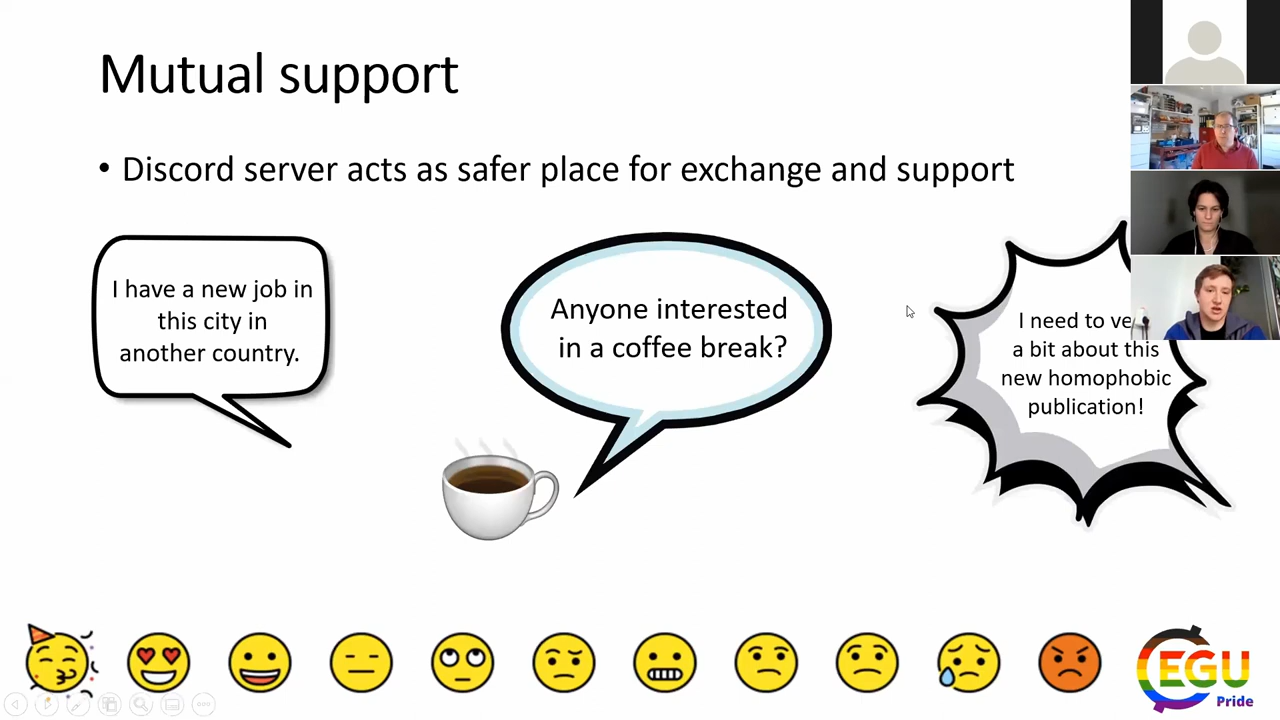 Mutual support
• Discord server acts as safer place for exchange and support
I have a new job in
this city in
another country.
Anyone interested
in a coffee break?
I need to
a bit about this
new homophobic
publication!
EGU
Pride